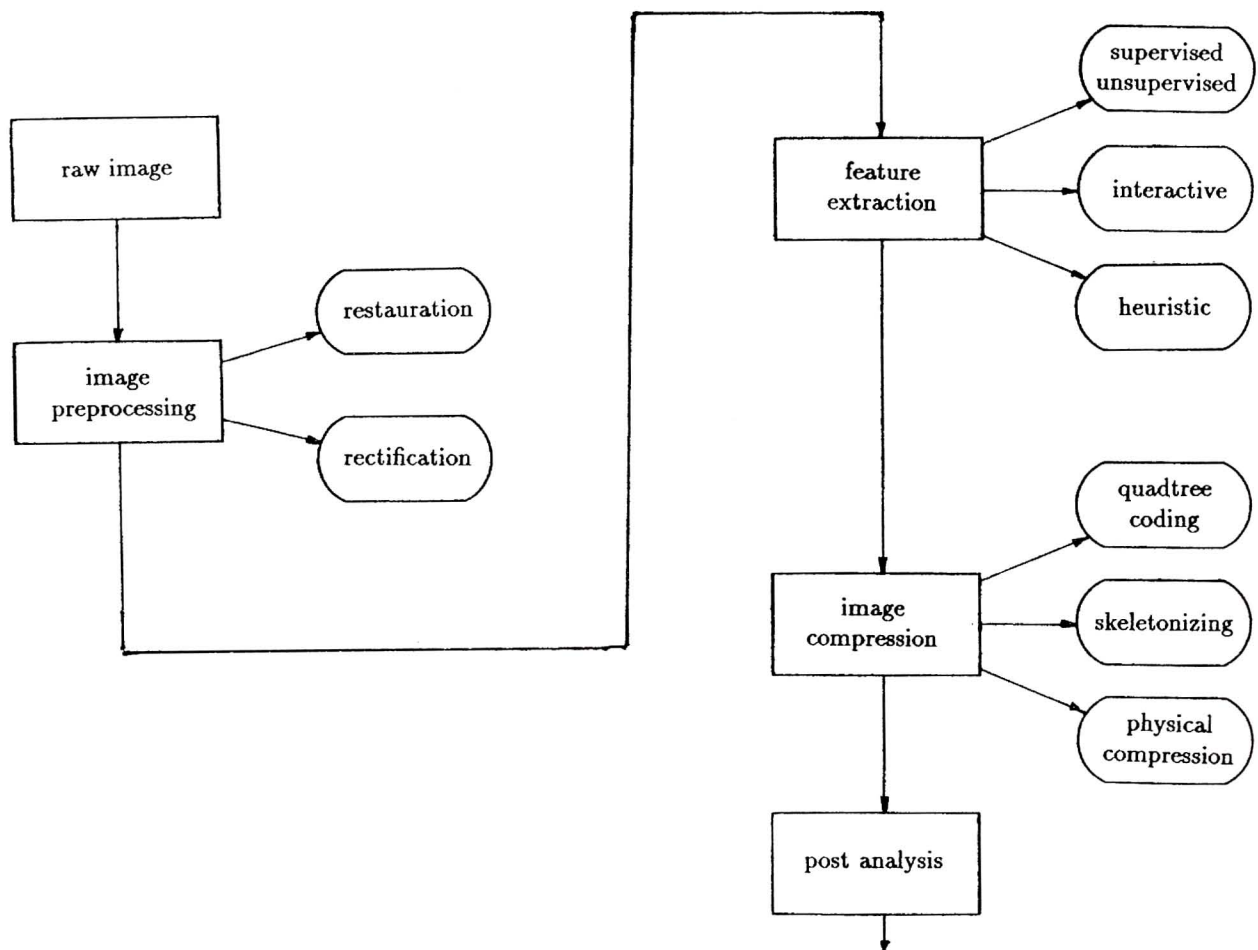 raw image
image
preprocessing
restauration
rectification
feature
extraction
supervised
unsupervised
interactive
heuristic
image
compression
quadtree
coding
skeletonizing
physical
compression
post analysis